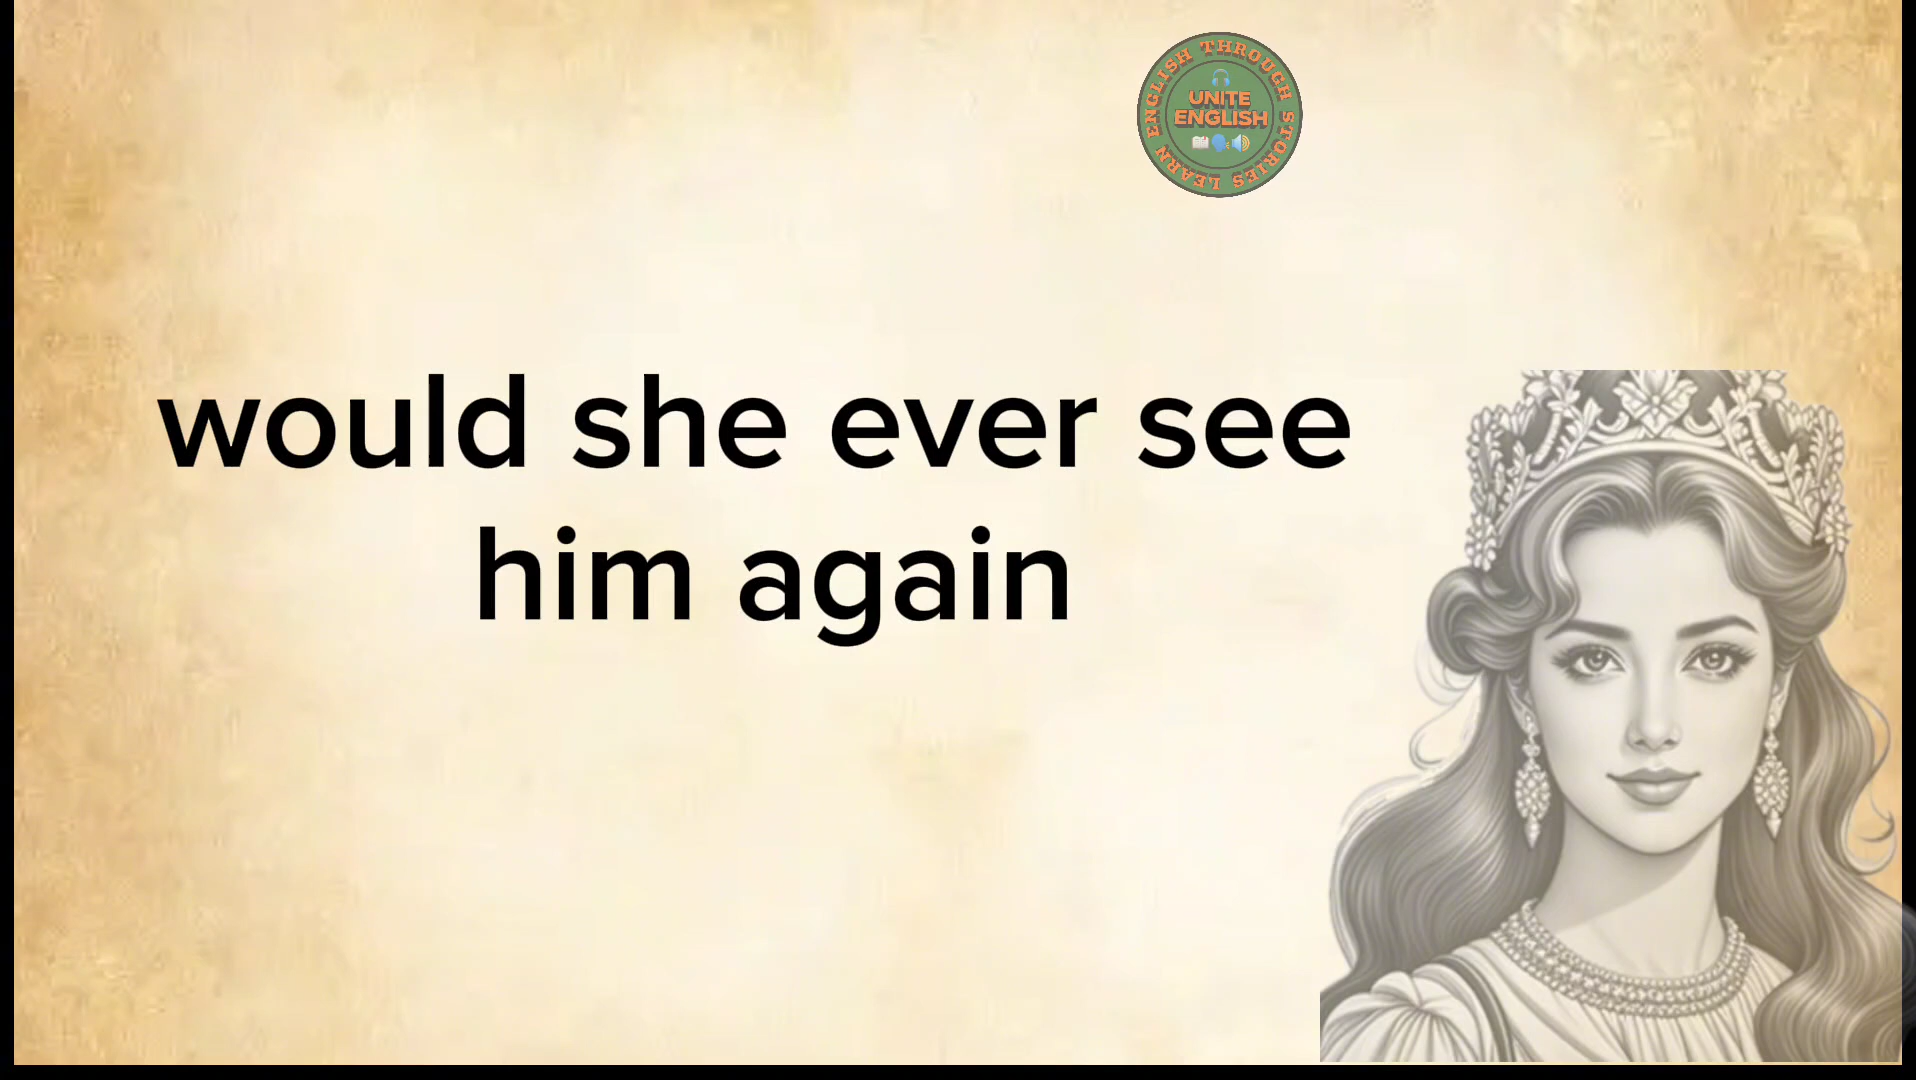 LEARN ENGLISH THROUGH STORIES
UNITE
ENGLISH
would she ever see
him again